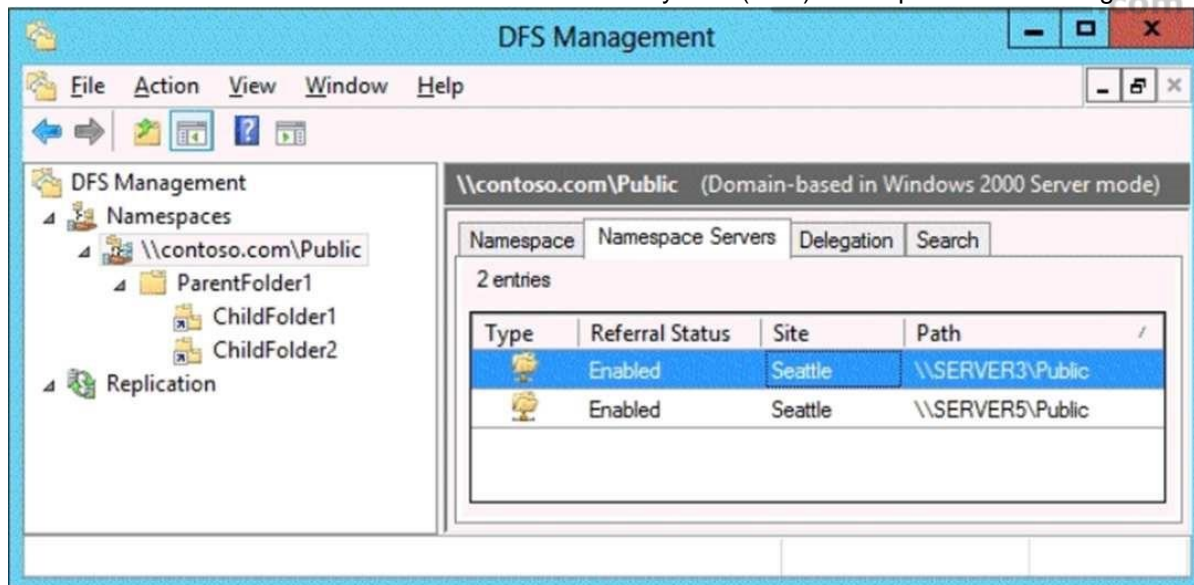 .com
DFS Management
File Action View Window Help
DFS Management
Namespaces
\\contoso.com\Public
ParentFolder1
ChildFolder1
ChildFolder2
Replication
\\contoso.com\Public (Domain-based in Windows 2000 Server mode)
Namespace Namespace Servers Delegation Search
2 entries
Type Referral Status Site Path
Enabled Seattle \\SERVER3\Public
Enabled Seattle \\SERVER5\Public